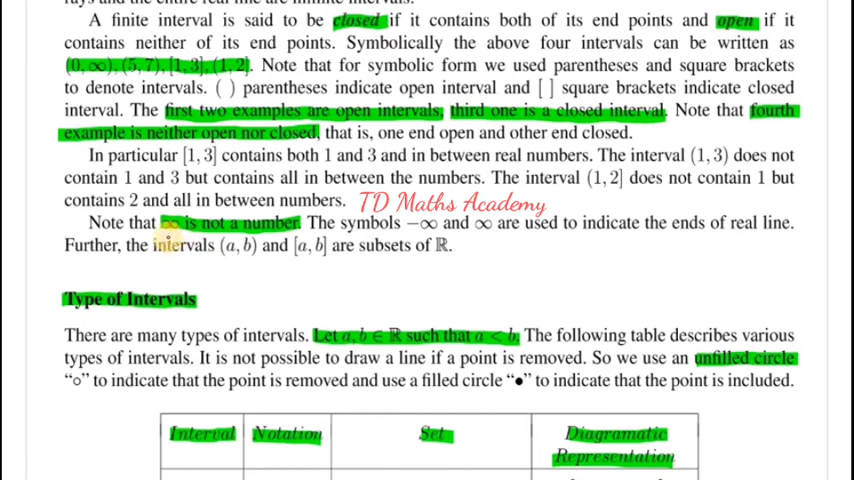 A finite interval is said to be closed if it contains both of its end points and open if it
contains neither of its end points. Symbolically the above four intervals can be written as
(0, ∞), (5, 7), [1, 3], (1, 2]. Note that for symbolic form we used parentheses and square brackets
to denote intervals. ( ) parentheses indicate open interval and [ ] square brackets indicate closed
interval. The first two examples are open intervals, third one is a closed interval. Note that fourth
example is neither open nor closed, that is, one end open and other end closed.
In particular [1, 3] contains both 1 and 3 and in between real numbers. The interval (1, 3) does not
contain 1 and 3 but contains all in between the numbers. The interval (1, 2] does not contain 1 but
contains 2 and all in between numbers. TD Maths Academy
Note that ∞ is not a number. The symbols −∞ and ∞ are used to indicate the ends of real line.
Further, the intervals (a, b) and [a, b] are subsets of ℝ.
Type of Intervals
There are many types of intervals. Let a, b ∈ ℝ such that a < b. The following table describes various
types of intervals. It is not possible to draw a line if a point is removed. So we use an unfilled circle
“○” to indicate that the point is removed and use a filled circle “●” to indicate that the point is included.
Interval Notation Set Diagramatic
Representation